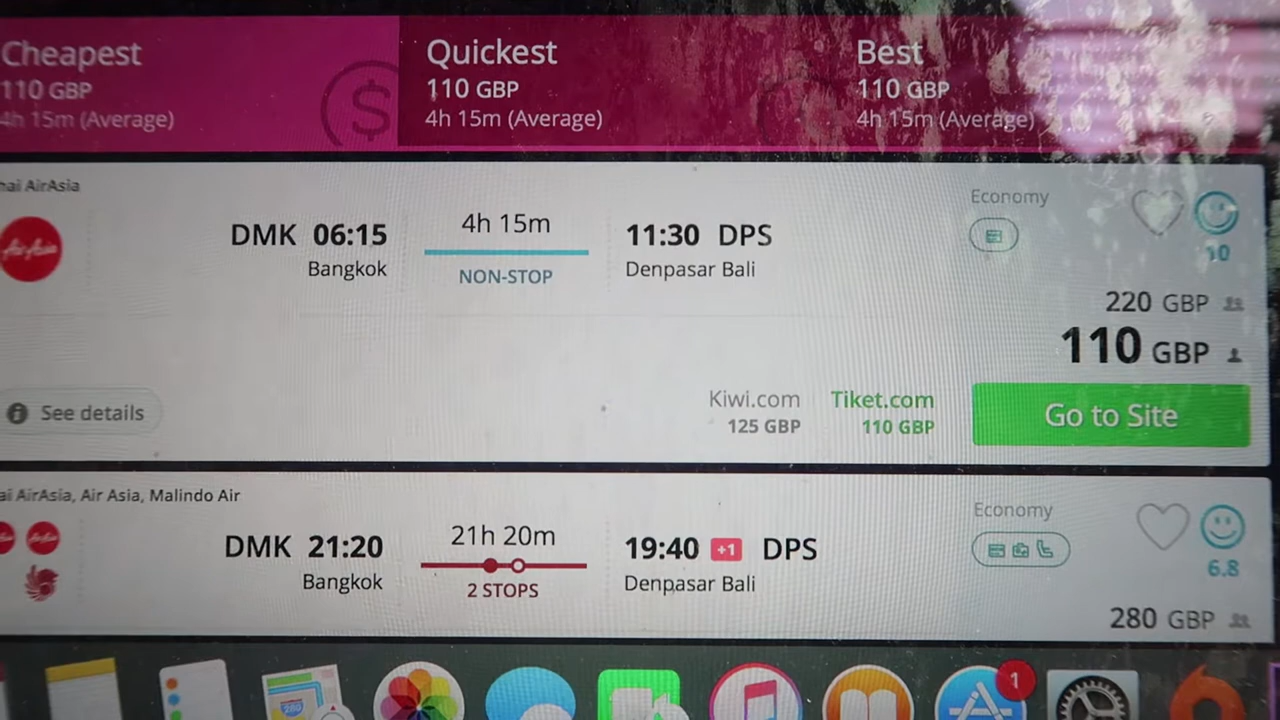 Cheapest
110 GBP
4h 15m (Average)
Quickest
110 GBP
4h 15m (Average)
Best
110 GBP
4h 15m (Average)
hai AirAsia
AirAsia
DMK 06:15
Bangkok
4h 15m
NON-STOP
11:30 DPS
Denpasar Bali
Economy
10
220 GBP
110 GBP
See details
Kiwi.com
125 GBP
Tiket.com
110 GBP
Go to Site
ai AirAsia, Air Asia, Malindo Air
DMK 21:20
Bangkok
21h 20m
2 STOPS
19:40 +1 DPS
Denpasar Bali
Economy
6.8
280 GBP
1